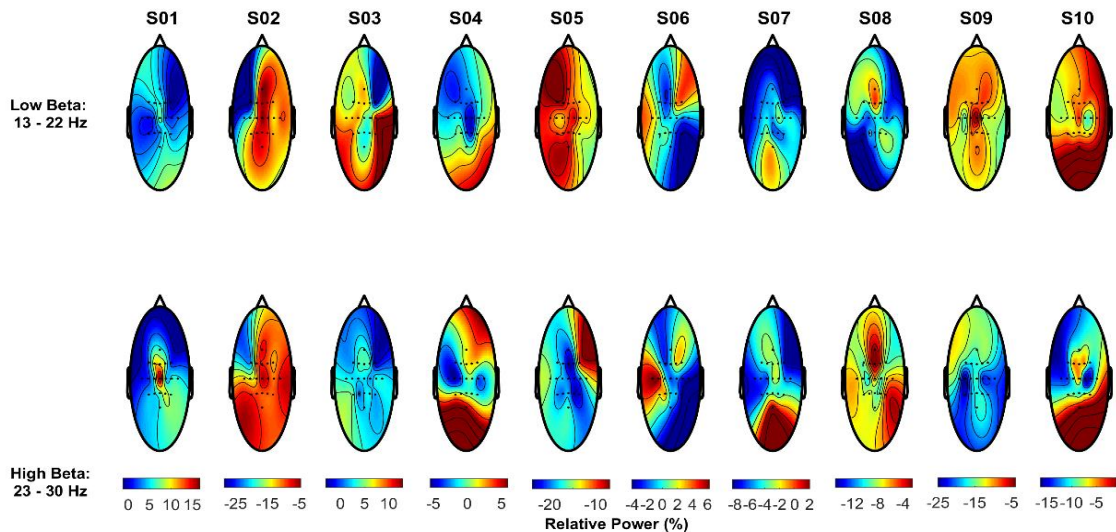 S01 S02 S03 S04 S05 S06 S07 S08 S09 S10
Low Beta:
13 - 22 Hz
High Beta:
23 - 30 Hz
0 5 10 15 -25 -15 -5 0 5 10 -5 0 5 -20 -10 -4 -2 0 2 4 6 -8 -6 -4 -2 0 2 -12 -8 -4 -25 -15 -5 -15 -10 -5
Relative Power (%)